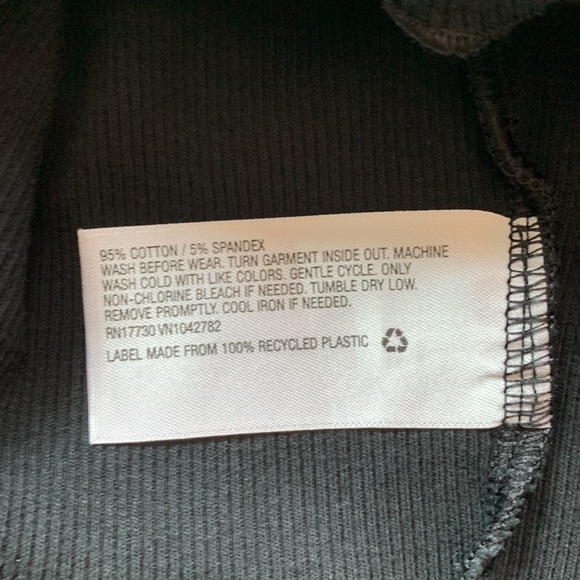 95% COTTON / 5% SPANDEX
WASH BEFORE WEAR. TURN GARMENT INSIDE OUT. MACHINE
WASH COLD WITH LIKE COLORS. GENTLE CYCLE. ONLY
NON-CHLORINE BLEACH IF NEEDED. TUMBLE DRY LOW.
REMOVE PROMPTLY. COOL IRON IF NEEDED.
RN17730 VN1042782
LABEL MADE FROM 100% RECYCLED PLASTIC